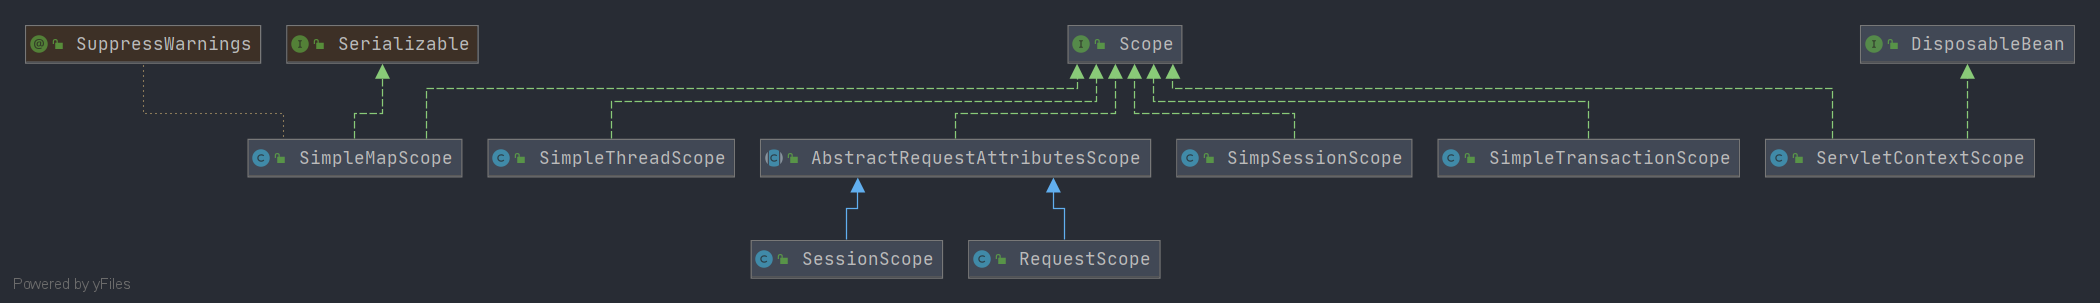 SuppressWarnings
Serializable
Scope
DisposableBean
SimpleMapScope
SimpleThreadScope
AbstractRequestAttributesScope
SimpSessionScope
SimpleTransactionScope
ServletContextScope
SessionScope
RequestScope
Powered by yFiles